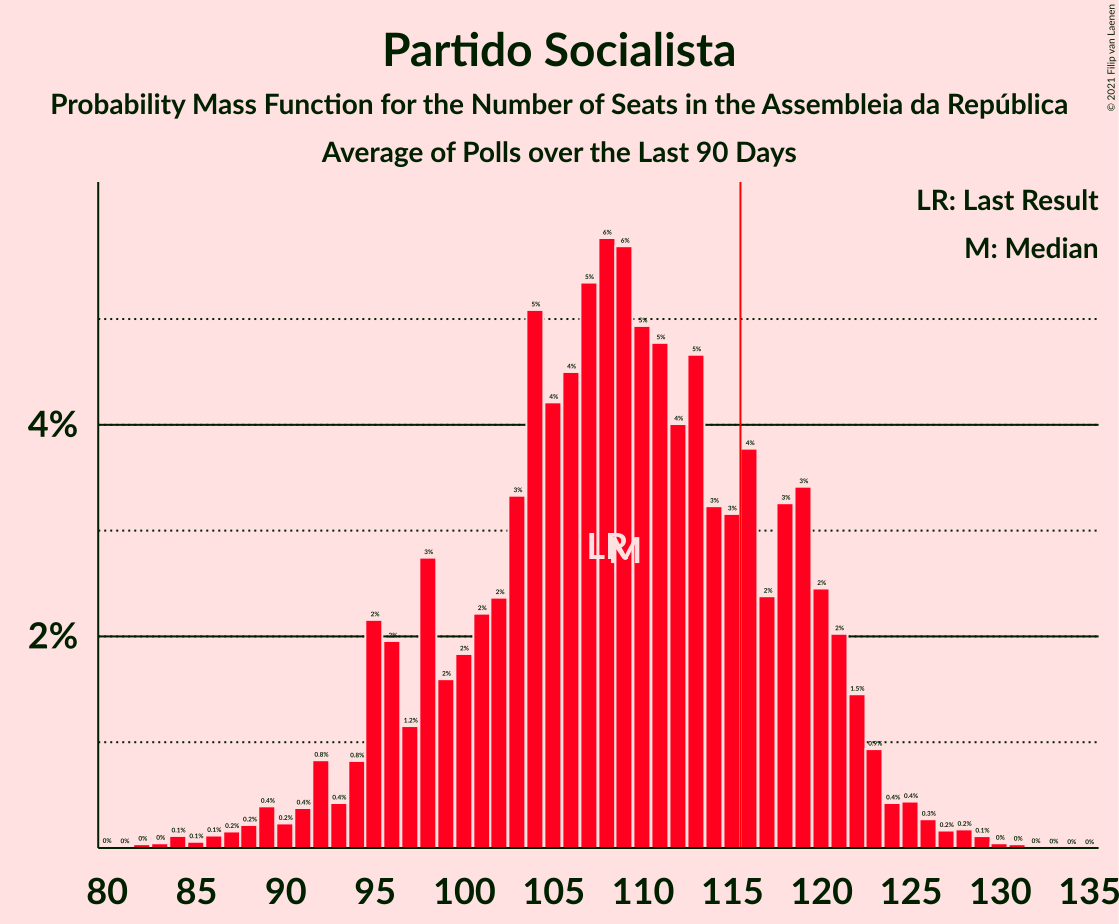 Partido Socialista
Probability Mass Function for the Number of Seats in the Assembleia da República
Average of Polls over the Last 90 Days
© 2021 Filip van Laenen
LR: Last Result
M: Median
4%
2%
0% 0% 0% 0% 0.1% 0.1% 0.1% 0.2% 0.2% 0.4% 0.2% 0.4% 0.8% 0.4% 0.8% 2% 2% 1.2% 3% 2% 2% 2% 2% 3% 5% 4% 4% 5% 6% 6% 5% 5% 4% 5% 3% 3% 4% 2% 3% 3% 2% 2% 1.5% 0.9% 0.4% 0.4% 0.3% 0.2% 0.2% 0.1% 0% 0% 0% 0% 0% 0%
LR M
80 85 90 95 100 105 110 115 120 125 130 135